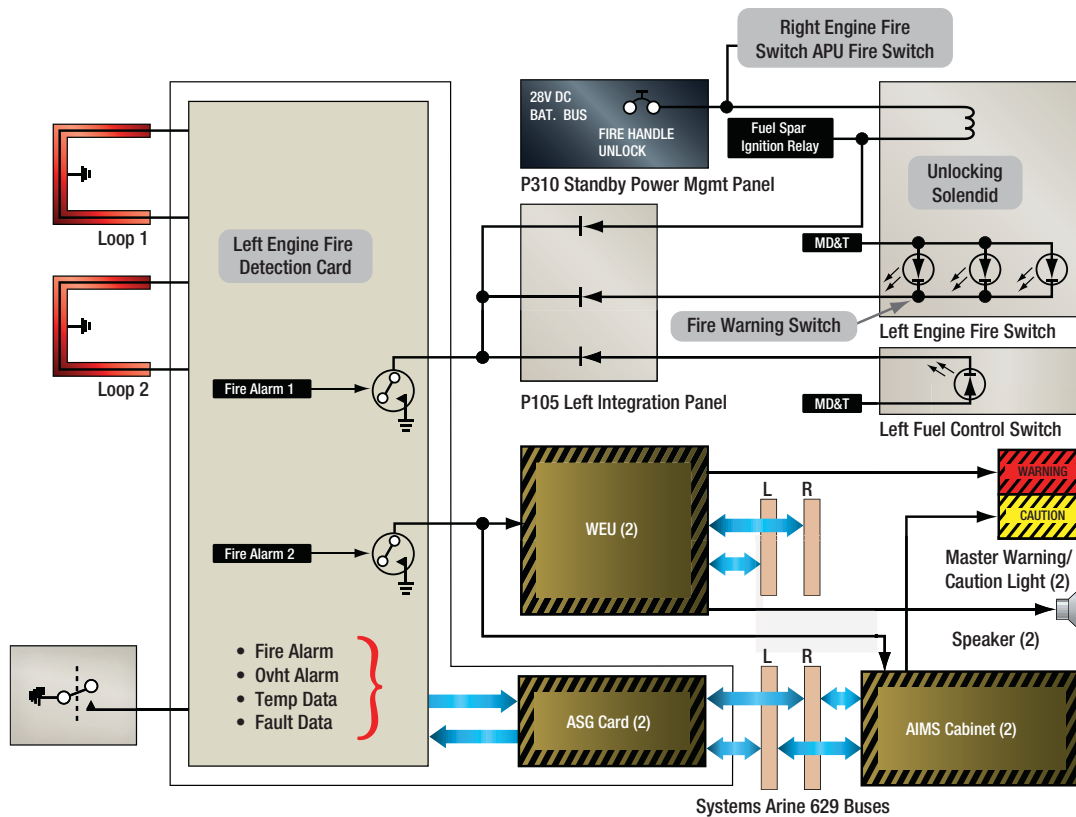 Right Engine Fire
Switch APU Fire Switch
28V DC
BAT. BUS
FIRE HANDLE
UNLOCK
Fuel Spar
Ignition Relay
P310 Standby Power Mgmt Panel
Unlocking
Solendid
Loop 1
Left Engine Fire
Detection Card
MD&T
Fire Warning Switch
Left Engine Fire Switch
Loop 2
Fire Alarm 1
P105 Left Integration Panel
MD&T
Left Fuel Control Switch
WEU (2)
L R
WARNING
CAUTION
Fire Alarm 2
Master Warning/
Caution Light (2)
Speaker (2)
• Fire Alarm
• Ovht Alarm
• Temp Data
• Fault Data
L R
ASG Card (2)
AIMS Cabinet (2)
Systems Arine 629 Buses